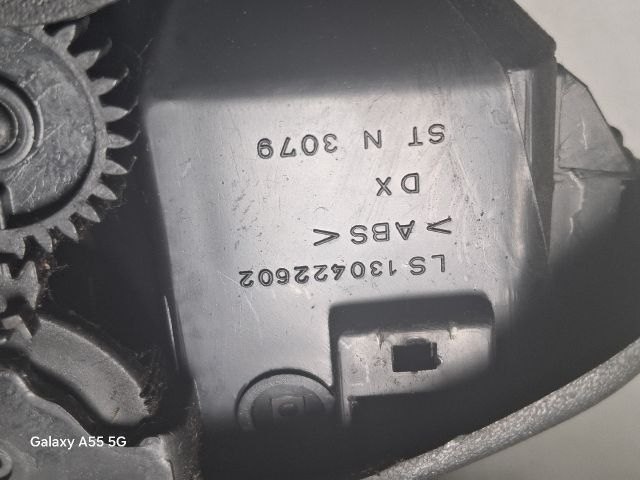 LS 130422602
>ABS<
DX
ST N 3079
Galaxy A55 5G